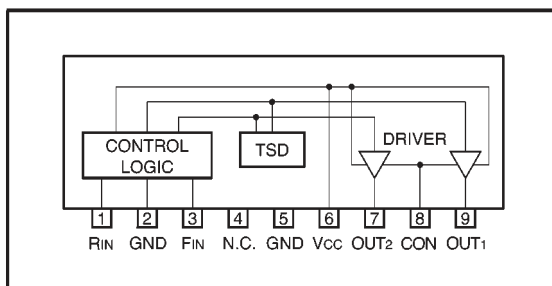 DRIVER
CONTROL
LOGIC
TSD
1 2 3 4 5 6 7 8 9
RIN GND FIN N.C. GND VCC OUT2 CON OUT1